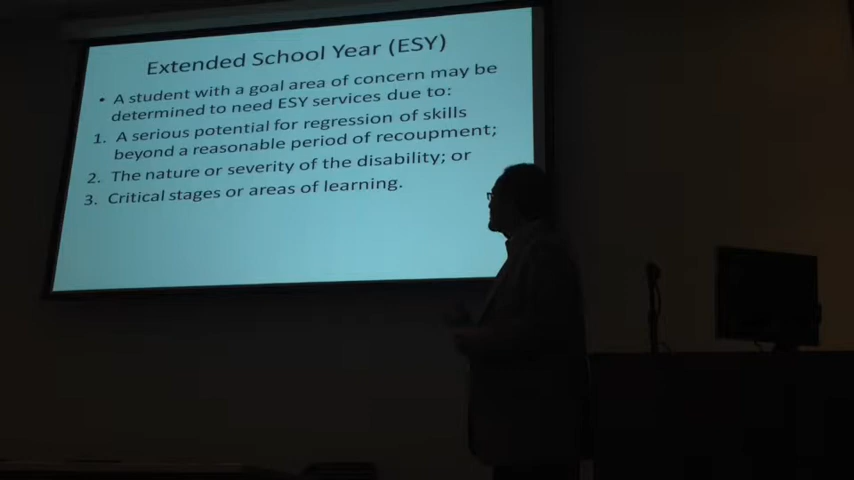 Extended School Year (ESY)
• A student with a goal area of concern may be
determined to need ESY services due to:
1. A serious potential for regression of skills
beyond a reasonable period of recoupment;
2. The nature or severity of the disability; or
3. Critical stages or areas of learning.